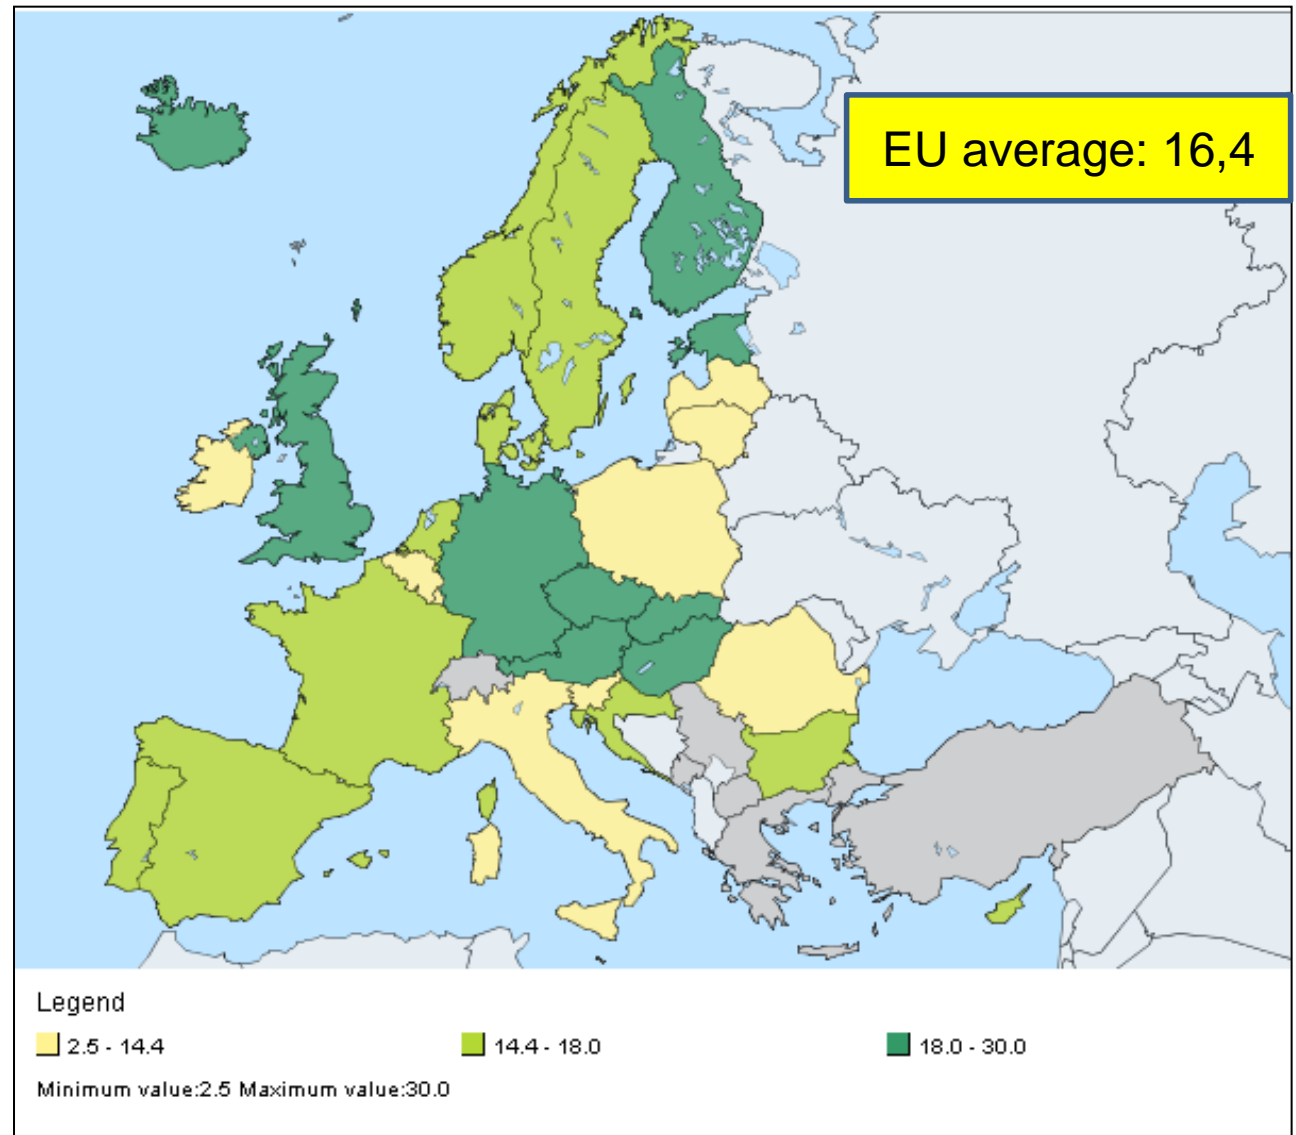 EU average: 16,4
Legend
2.5 - 14.4
14.4 - 18.0
18.0 - 30.0
Minimum value:2.5 Maximum value:30.0